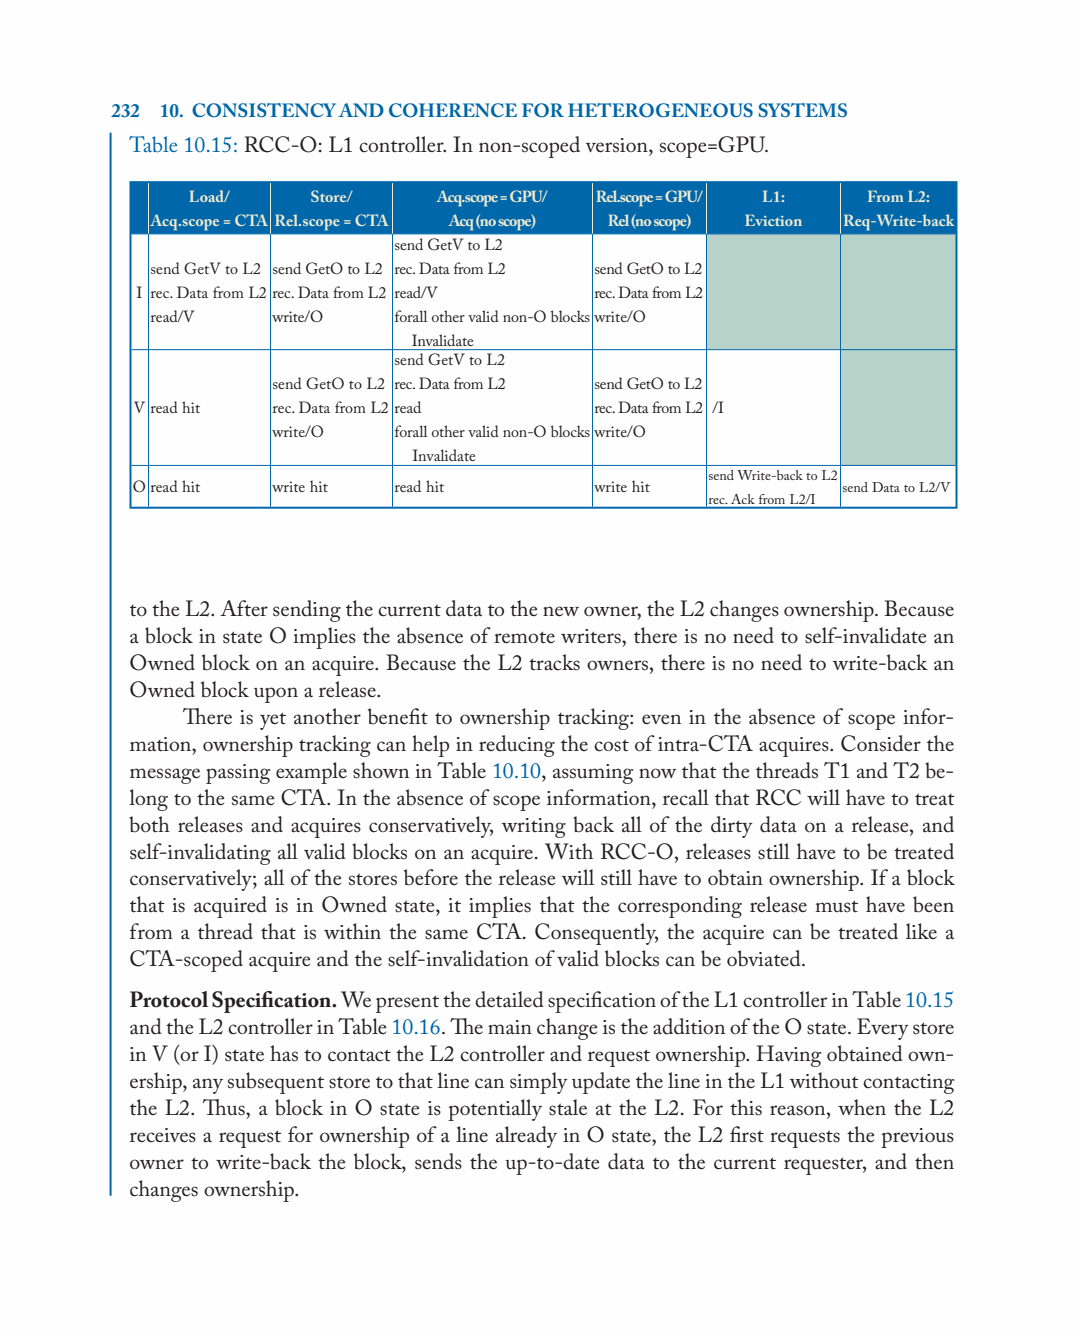 232 10. CONSISTENCY AND COHERENCE FOR HETEROGENEOUS SYSTEMS
Table 10.15: RCC-O: L1 controller. In non-scoped version, scope=GPU.
Load/ Acq.scope = CTA Store/ Rel.scope = CTA Acq.scope = GPU/ Acq (no scope) Rel.scope = GPU/ Rel (no scope) L1: Eviction From L2: Req-Write-back
I
send GetV to L2
rec. Data from L2
read/V
send GetO to L2
rec. Data from L2
write/O
send GetV to L2
rec. Data from L2
read/V
forall other valid non-O blocks
Invalidate
send GetO to L2
rec. Data from L2
write/O
V
read hit
send GetO to L2
rec. Data from L2
write/O
send GetV to L2
rec. Data from L2
read
forall other valid non-O blocks
Invalidate
send GetO to L2
rec. Data from L2
write/O
/I
O
read hit
write hit
read hit
write hit
send Write-back to L2
rec. Ack from L2/I
send Data to L2/V
to the L2. After sending the current data to the new owner, the L2 changes ownership. Because
a block in state O implies the absence of remote writers, there is no need to self-invalidate an
Owned block on an acquire. Because the L2 tracks owners, there is no need to write-back an
Owned block upon a release.
There is yet another benefit to ownership tracking: even in the absence of scope infor-
mation, ownership tracking can help in reducing the cost of intra-CTA acquires. Consider the
message passing example shown in Table 10.10, assuming now that the threads T1 and T2 be-
long to the same CTA. In the absence of scope information, recall that RCC will have to treat
both releases and acquires conservatively, writing back all of the dirty data on a release, and
self-invalidating all valid blocks on an acquire. With RCC-O, releases still have to be treated
conservatively; all of the stores before the release will still have to obtain ownership. If a block
that is acquired is in Owned state, it implies that the corresponding release must have been
from a thread that is within the same CTA. Consequently, the acquire can be treated like a
CTA-scoped acquire and the self-invalidation of valid blocks can be obviated.
Protocol Specification. We present the detailed specification of the L1 controller in Table 10.15
and the L2 controller in Table 10.16. The main change is the addition of the O state. Every store
in V (or I) state has to contact the L2 controller and request ownership. Having obtained own-
ership, any subsequent store to that line can simply update the line in the L1 without contacting
the L2. Thus, a block in O state is potentially stale at the L2. For this reason, when the L2
receives a request for ownership of a line already in O state, the L2 first requests the previous
owner to write-back the block, sends the up-to-date data to the current requester, and then
changes ownership.